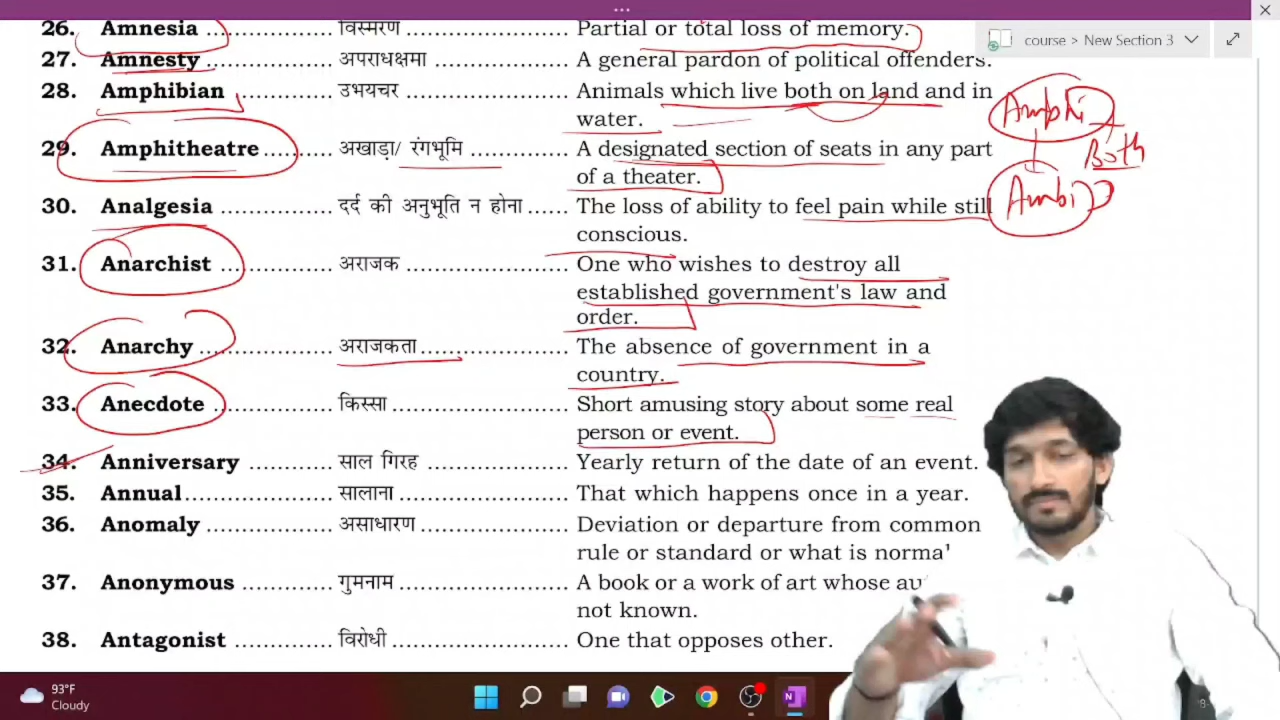 course > New Section 3
26. Amnesia .............. विस्मरण ........................ Partial or total loss of memory.
27. Amnesty ................ अपराधक्षमा .................. A general pardon of political offenders.
28. Amphibian ............. उभयचर ......................... Animals which live both on land and in
water.
29. Amphitheatre ......... अखाड़ा/ रंगभूमि .............. A designated section of seats in any part
of a theater.
30. Analgesia .............. दर्द की अनुभूति न होना ...... The loss of ability to feel pain while still
conscious.
31. Anarchist .............. अराजक ........................ One who wishes to destroy all
established government's law and
order.
32. Anarchy ................. अराजकता ...................... The absence of government in a
country.
33. Anecdote ............... किस्सा ........................... Short amusing story about some real
person or event.
34. Anniversary ........... साल गिरह ..................... Yearly return of the date of an event.
35. Annual................... सालाना ......................... That which happens once in a year.
36. Anomaly ................ असाधारण ..................... Deviation or departure from common
rule or standard or what is
37. Anonymous ............ गुमनाम ......................... A book or a work of art whose
not known.
38. Antagonist ............. विरोधी .......................... One that opposes other.
Amphi
Both
Ambi
93°F
Cloudy